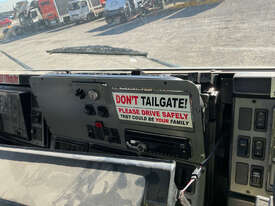 DON'T TAILGATE!
PLEASE DRIVE SAFELY
THEY COULD BE YOUR FAMILY